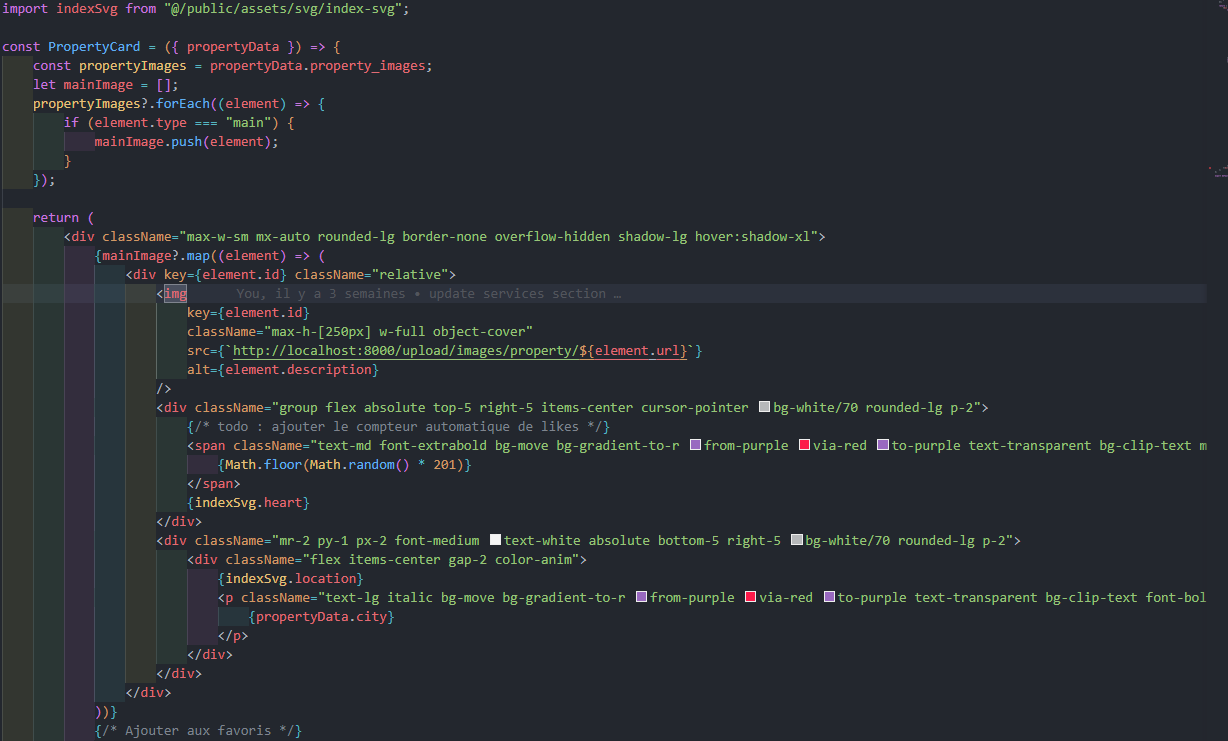 import indexSvg from "@/public/assets/svg/index-svg";
const PropertyCard = ({ propertyData }) => {
const propertyImages = propertyData.property_images;
let mainImage = [];
propertyImages?.forEach((element) => {
if (element.type === "main") {
mainImage.push(element);
}
});
return (
<div className="max-w-sm mx-auto rounded-lg border-none overflow-hidden shadow-lg hover:shadow-xl">
{mainImage?.map((element) => (
<div key={element.id} className="relative">
<img You, il y a 3 semaines • update services section …
key={element.id}
className="max-h-[250px] w-full object-cover"
src={`http://localhost:8000/upload/images/property/${element.url}`}
alt={element.description}
/>
<div className="group flex absolute top-5 right-5 items-center cursor-pointer bg-white/70 rounded-lg p-2">
{/* todo : ajouter le compteur automatique de likes */}
<span className="text-md font-extrabold bg-move bg-gradient-to-r from-purple via-red to-purple text-transparent bg-clip-text m
{Math.floor(Math.random() * 201)}
</span>
{indexSvg.heart}
</div>
<div className="mr-2 py-1 px-2 font-medium text-white absolute bottom-5 right-5 bg-white/70 rounded-lg p-2">
<div className="flex items-center gap-2 color-anim">
{indexSvg.location}
<p className="text-lg italic bg-move bg-gradient-to-r from-purple via-red to-purple text-transparent bg-clip-text font-bol
{propertyData.city}
</p>
</div>
</div>
</div>
))}
{/* Ajouter aux favoris */}